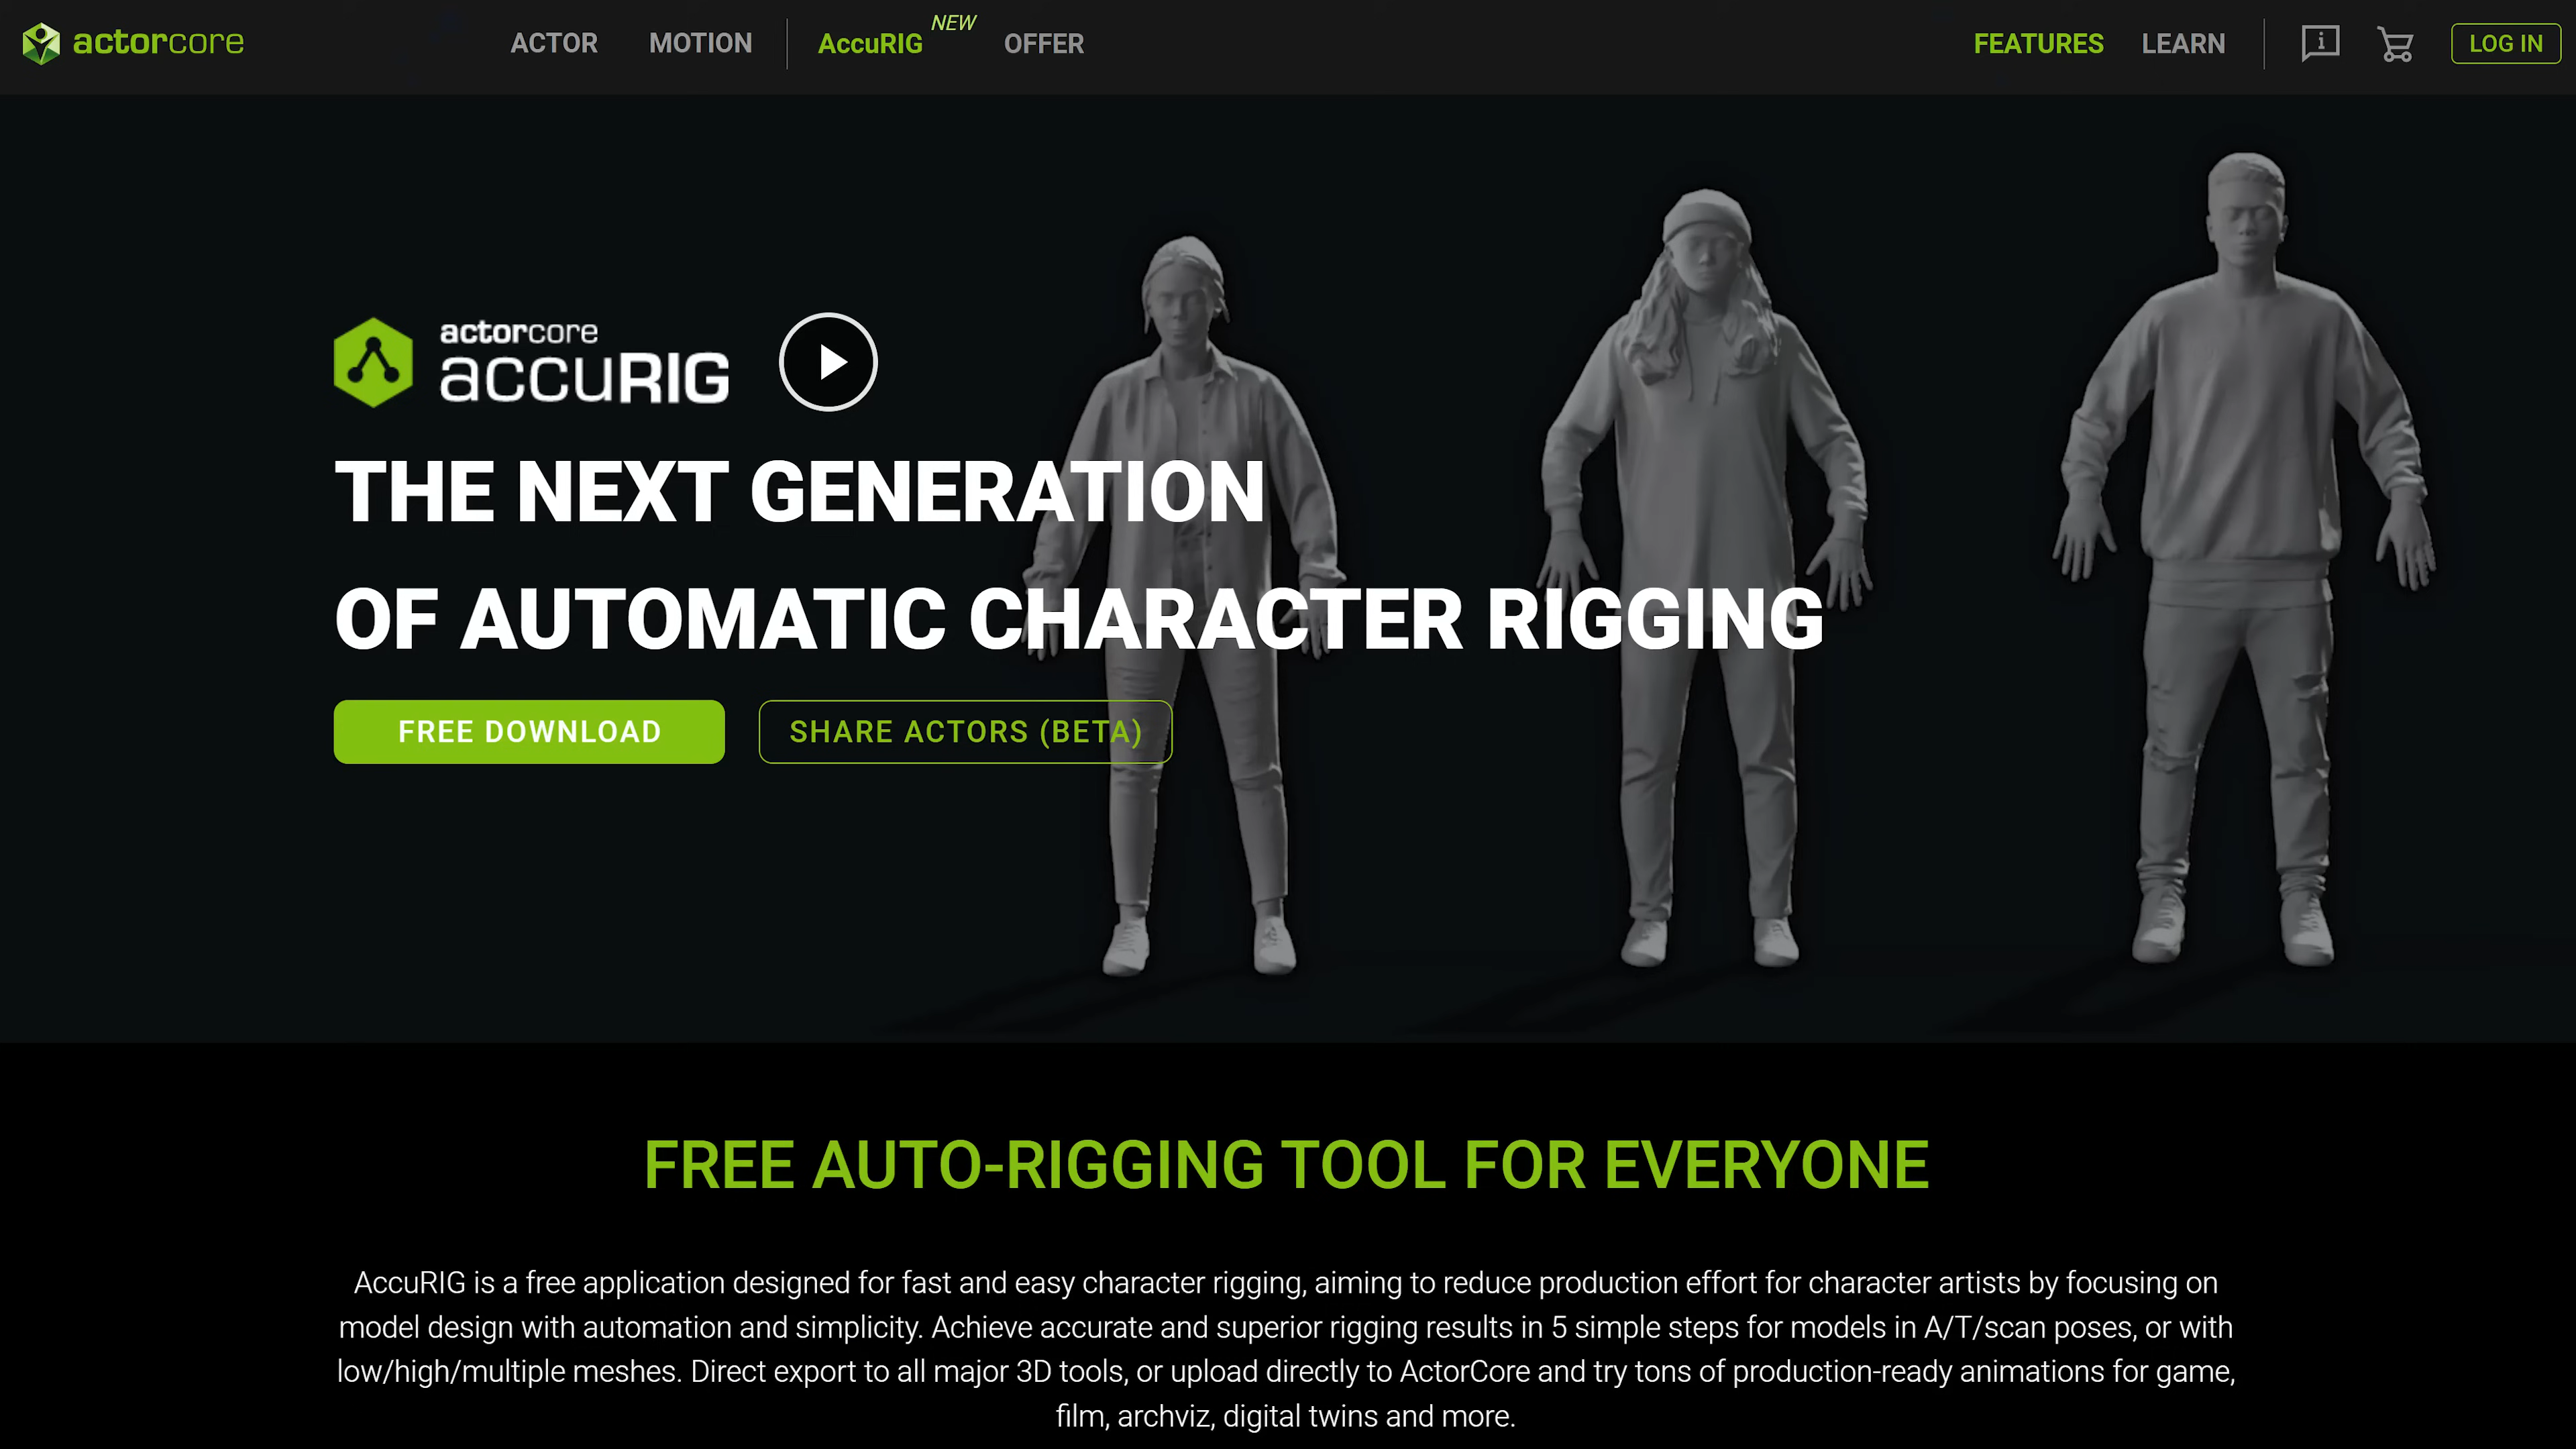 actorcore
ACTOR
MOTION
AccuRIG
NEW
OFFER
FEATURES
LEARN
LOG IN
actorcore
accuRIG
THE NEXT GENERATION
OF AUTOMATIC CHARACTER RIGGING
FREE DOWNLOAD
SHARE ACTORS (BETA)
FREE AUTO-RIGGING TOOL FOR EVERYONE
AccuRIG is a free application designed for fast and easy character rigging, aiming to reduce production effort for character artists by focusing on
model design with automation and simplicity. Achieve accurate and superior rigging results in 5 simple steps for models in A/T/scan poses, or with
low/high/multiple meshes. Direct export to all major 3D tools, or upload directly to ActorCore and try tons of production-ready animations for game,
film, archviz, digital twins and more.